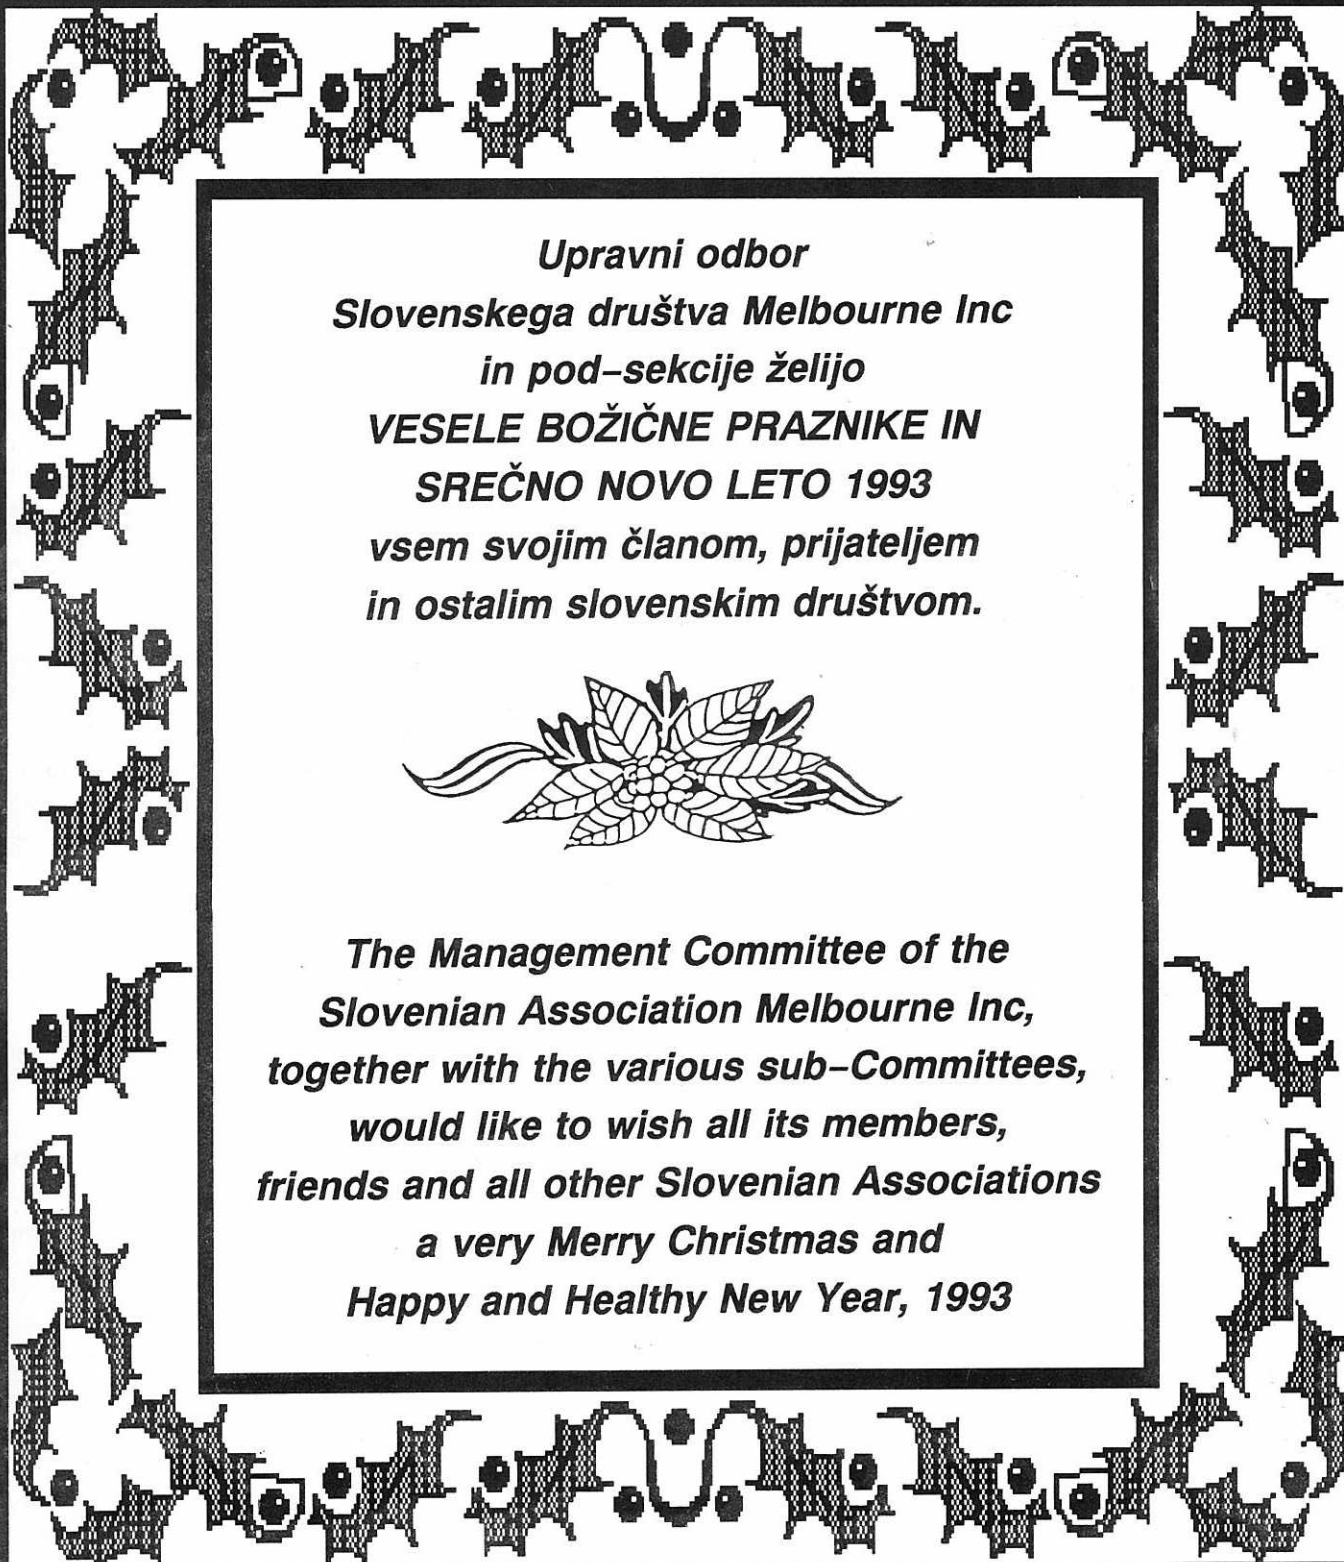 Upravni odbor
Slovenskega društva Melbourne Inc
in pod-sekcije želijo
VESELE BOŽIČNE PRAZNIKE IN
SREČNO NOVO LETO 1993
vsem svojim članom, prijateljem
in ostalim slovenskim društvom.
The Management Committee of the
Slovenian Association Melbourne Inc,
together with the various sub-Committees,
would like to wish all its members,
friends and all other Slovenian Associations
a very Merry Christmas and
Happy and Healthy New Year, 1993